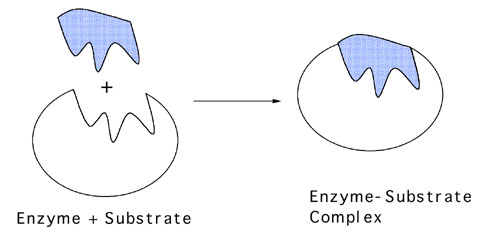 +
Enzyme + Substrate
Enzyme-Substrate
Complex